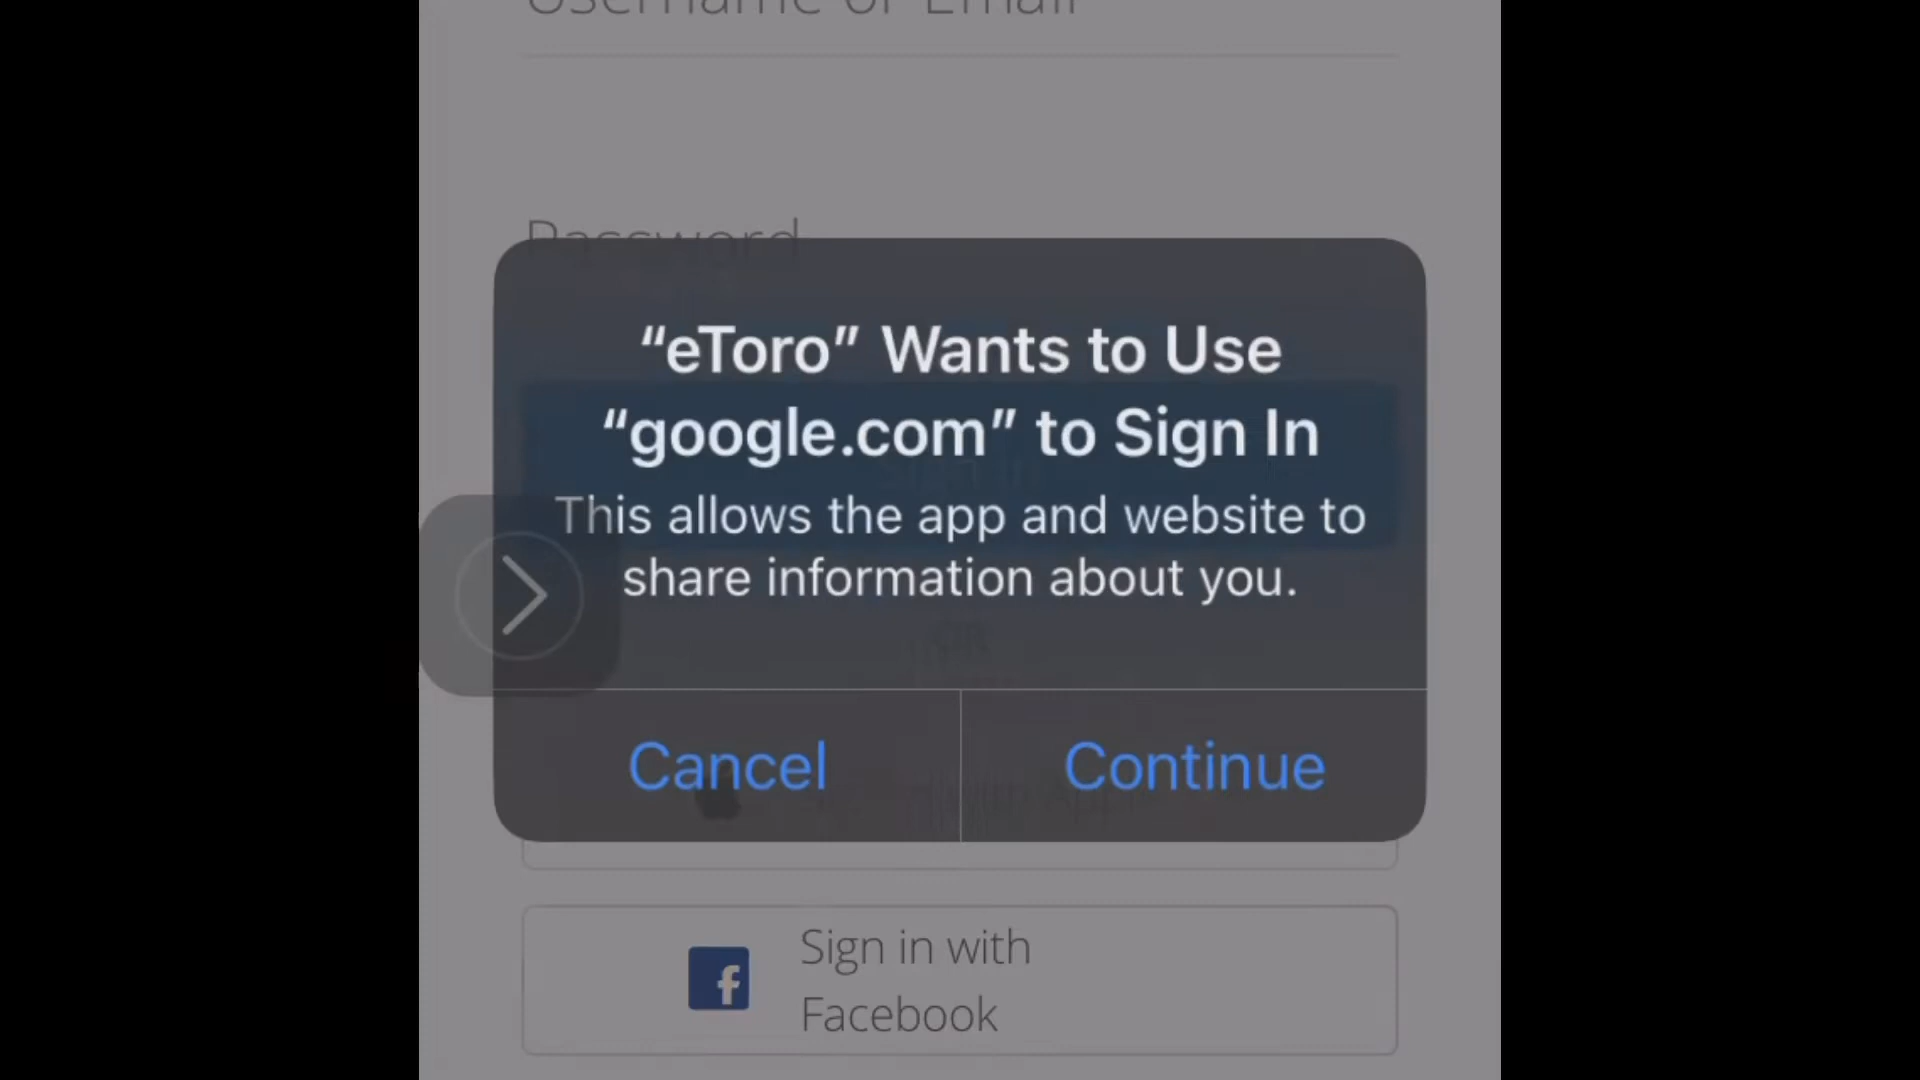 Username or Email
Password
“eToro” Wants to Use
“google.com” to Sign In
This allows the app and website to
share information about you.
OR
Cancel
Continue
Sign in with
Facebook